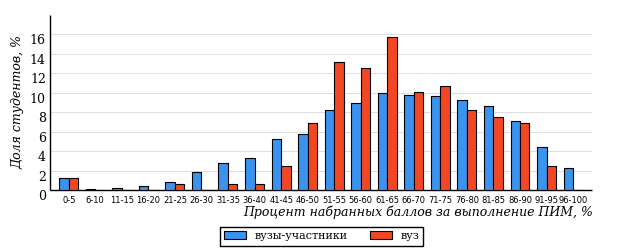 Доля студентов, %
16
14
12
10
8
6
4
2
0
0-5 6-10 11-15 16-20 21-25 26-30 31-35 36-40 41-45 46-50 51-55 56-60 61-65 66-70 71-75 76-80 81-85 86-90 91-95 96-100
Процент набранных баллов за выполнение ПИМ, %
вузы-участники вуз